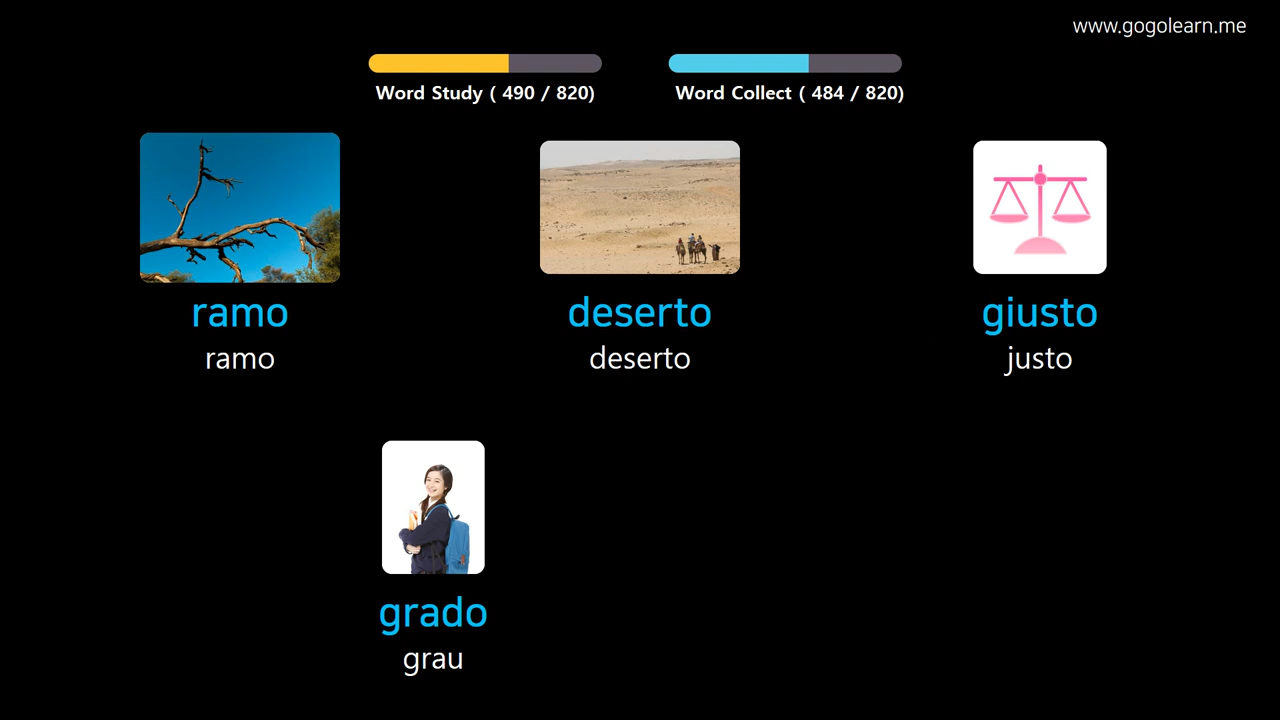 www.gogolearn.me
Word Study ( 490 / 820)
Word Collect ( 484 / 820)
ramo
ramo
deserto
deserto
giusto
justo
grado
grau